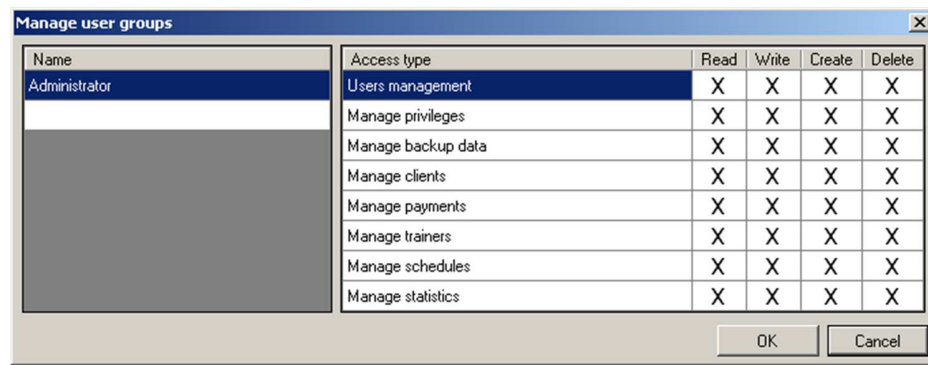 Manage user groups
Name
Administrator
Access type Read Write Create Delete
Users management X X X X
Manage privileges X X X X
Manage backup data X X X X
Manage clients X X X X
Manage payments X X X X
Manage trainers X X X X
Manage schedules X X X X
Manage statistics X X X X
OK Cancel